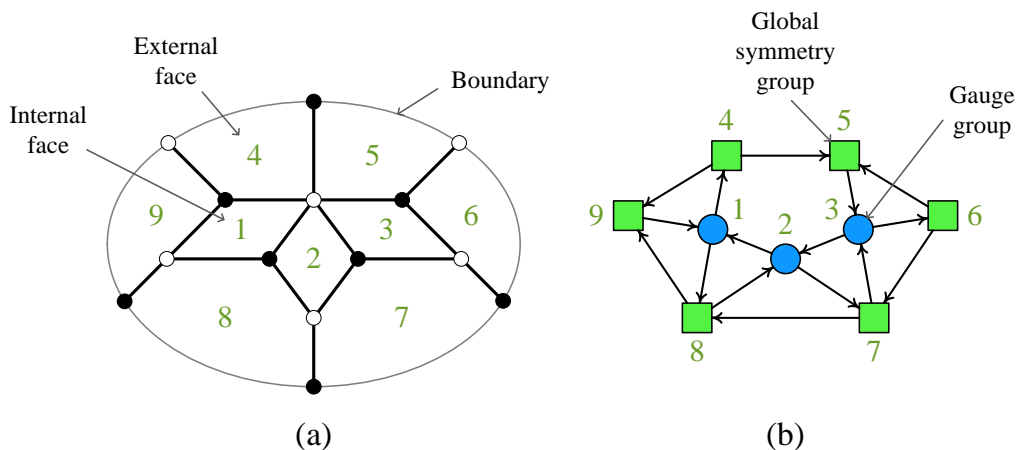 External
face
Boundary
Internal
face
4
5
9
1
3
6
2
8
7
(a)
Global
symmetry
group
Gauge
group
4
5
9
1
2
3
6
8
7
(b)